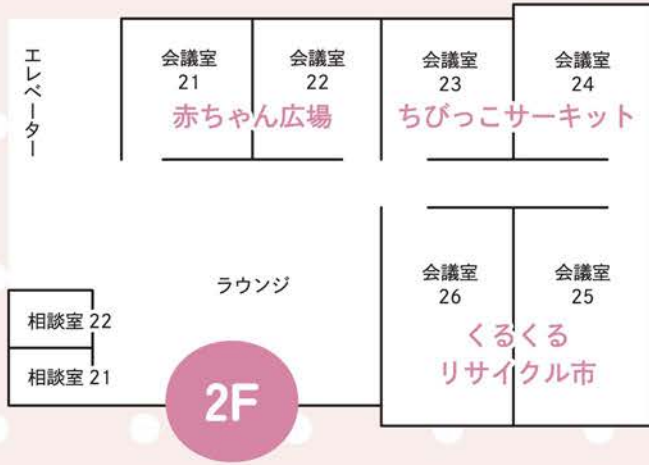 エレベーター
会議室
21
会議室
22
赤ちゃん広場
会議室
23
会議室
24
ちびっこサーキット
ラウンジ
会議室
26
会議室
25
くるくる
リサイクル市
相談室 22
相談室 21
2F